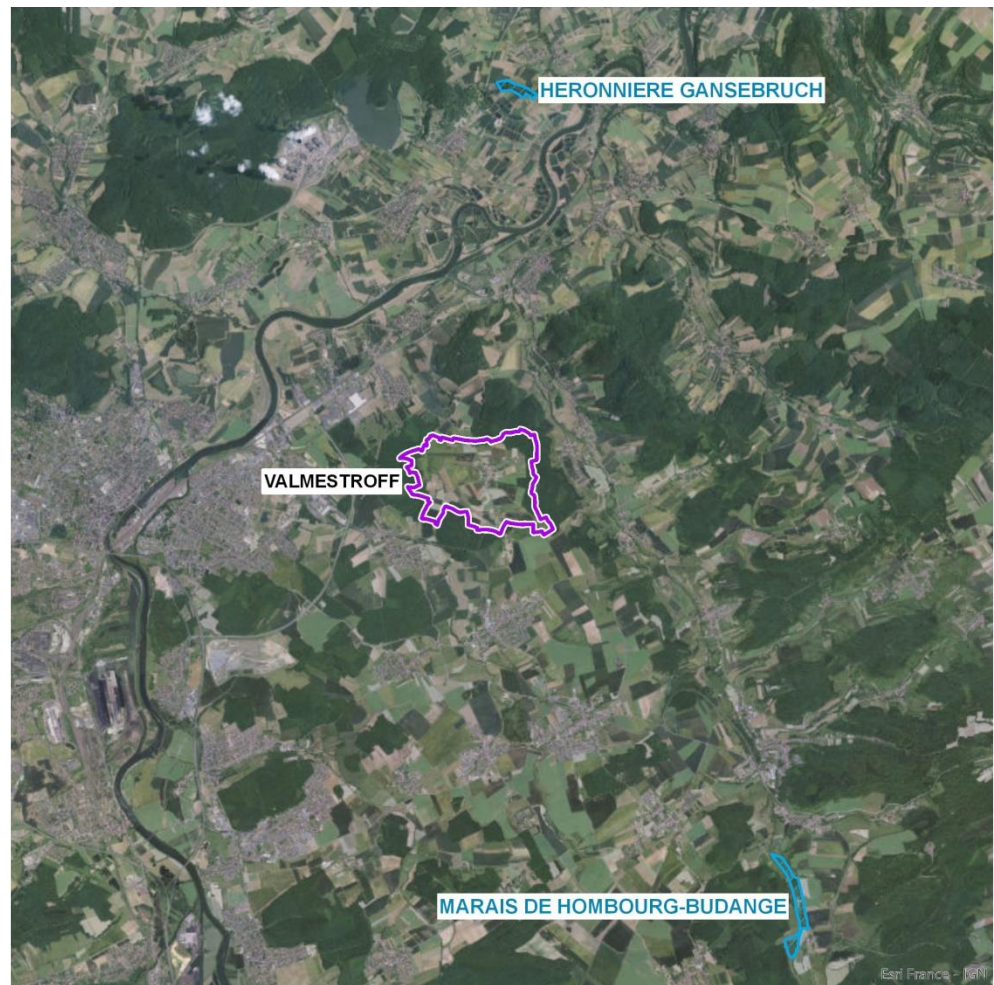 HERONNIERE GANSEBRUCH
VALMESTROFF
MARAIS DE HOMBOURG-BUDANGE
Esri France - IGN